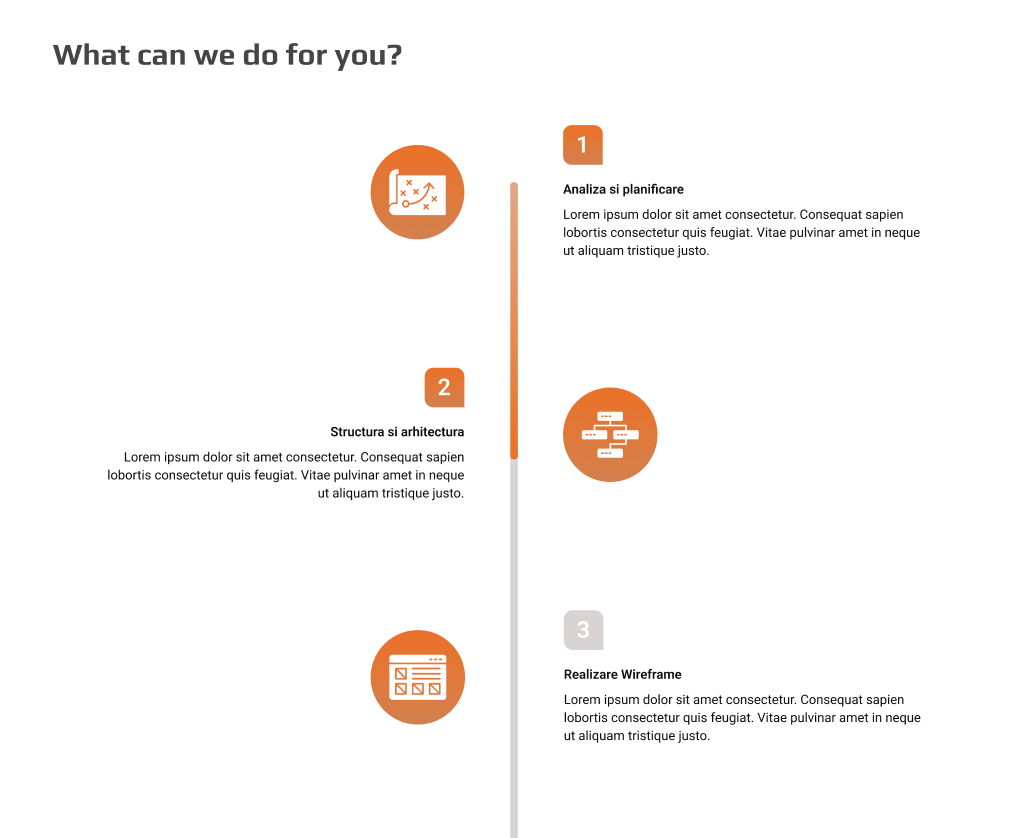 What can we do for you?
1
Analiza si planificare
Lorem ipsum dolor sit amet consectetur. Consequat sapien
lobortis consectetur quis feugiat. Vitae pulvinar amet in neque
ut aliquam tristique justo.
2
Structura si arhitectura
Lorem ipsum dolor sit amet consectetur. Consequat sapien
lobortis consectetur quis feugiat. Vitae pulvinar amet in neque
ut aliquam tristique justo.
3
Realizare Wireframe
Lorem ipsum dolor sit amet consectetur. Consequat sapien
lobortis consectetur quis feugiat. Vitae pulvinar amet in neque
ut aliquam tristique justo.